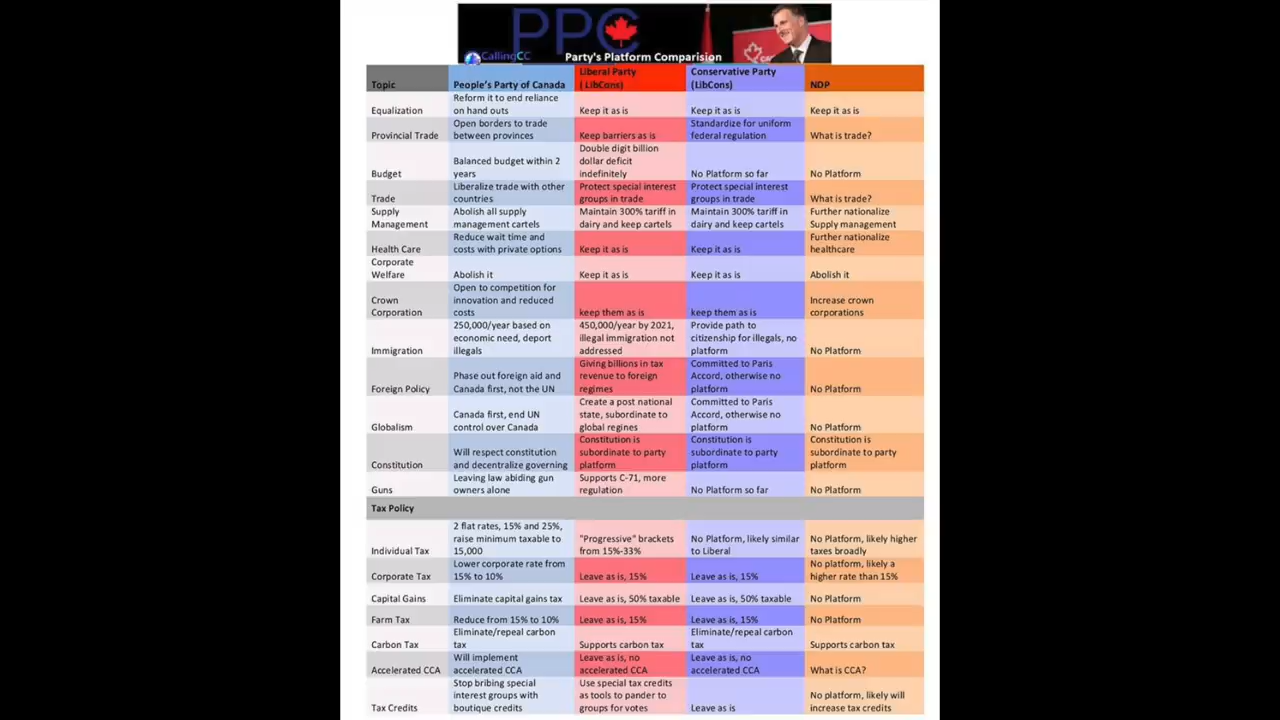 PPC
CallingCC
Party's Platform Comparision
Topic
People's Party of Canada
Liberal Party
( LibCons)
Conservative Party
(LibCons)
NDP
Equalization
Reform it to end reliance
on hand outs
Keep it as is
Keep it as is
Keep it as is
Provincial Trade
Open borders to trade
between provinces
Keep barriers as is
Standardize for uniform
federal regulation
What is trade?
Budget
Balanced budget within 2
years
Double digit billion
dollar deficit
indefinitely
No Platform so far
No Platform
Trade
Liberalize trade with other
countries
Protect special interest
groups in trade
Protect special interest
groups in trade
What is trade?
Supply
Management
Abolish all supply
management cartels
Maintain 300% tariff in
dairy and keep cartels
Maintain 300% tariff in
dairy and keep cartels
Further nationalize
Supply management
Health Care
Reduce wait time and
costs with private options
Keep it as is
Keep it as is
Further nationalize
healthcare
Corporate
Welfare
Abolish it
Keep it as is
Keep it as is
Abolish it
Crown
Corporation
Open to competition for
innovation and reduced
costs
keep them as is
keep them as is
Increase crown
corporations
Immigration
250,000/year based on
economic need, deport
illegals
450,000/year by 2021,
illegal immigration not
addressed
Provide path to
citizenship for illegals, no
platform
No Platform
Foreign Policy
Phase out foreign aid and
Canada first, not the UN
Giving billions in tax
revenue to foreign
regimes
Committed to Paris
Accord, otherwise no
platform
No Platform
Globalism
Canada first, end UN
control over Canada
Create a post national
state, subordinate to
global regines
Committed to Paris
Accord, otherwise no
platform
No Platform
Constitution
Will respect constitution
and decentralize governing
Constitution is
subordinate to party
platform
Constitution is
subordinate to party
platform
Constitution is
subordinate to party
platform
Guns
Leaving law abiding gun
owners alone
Supports C-71, more
regulation
No Platform so far
No Platform
Tax Policy
Individual Tax
2 flat rates, 15% and 25%,
raise minimum taxable to
15,000
"Progressive" brackets
from 15%-33%
No Platform, likely similar
to Liberal
No Platform, likely higher
taxes broadly
Corporate Tax
Lower corporate rate from
15% to 10%
Leave as is, 15%
Leave as is, 15%
No platform, likely a
higher rate than 15%
Capital Gains
Eliminate capital gains tax
Leave as is, 50% taxable
Leave as is, 50% taxable
No Platform
Farm Tax
Reduce from 15% to 10%
Leave as is, 15%
Leave as is, 15%
No Platform
Carbon Tax
Eliminate/repeal carbon
tax
Supports carbon tax
Eliminate/repeal carbon
tax
Supports carbon tax
Accelerated CCA
Will implement
accelerated CCA
Leave as is, no
accelerated CCA
Leave as is, no
accelerated CCA
What is CCA?
Tax Credits
Stop bribing special
interest groups with
boutique credits
Use special tax credits
as tools to pander to
groups for votes
Leave as is
No platform, likely will
increase tax credits